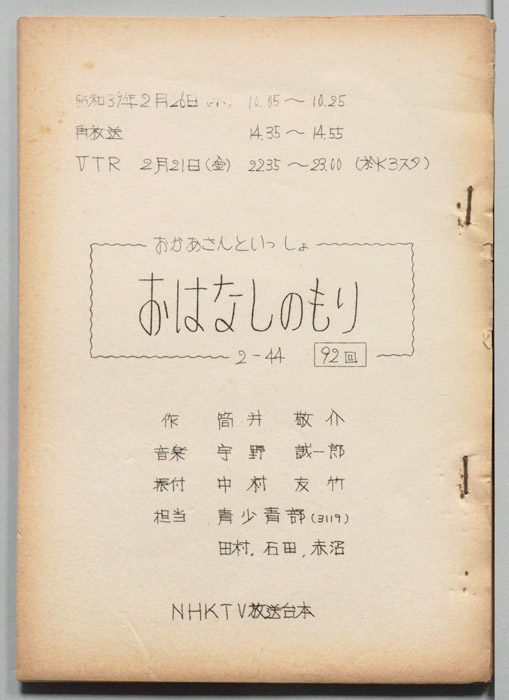 昭和39年2月26日(水) 10.05〜10.25
再放送 14.35〜14.55
VTR 2月21日(金) 22.35〜23.00 (於K3スタ)
おかあさんといっしょ
おはなしのもり
2-44 92回
作 筒井 敬介
音楽 宇野 誠一郎
振付 中村 友竹
担当 青少青部(3119)
田村,石田,赤沼
NHKTV放送台本